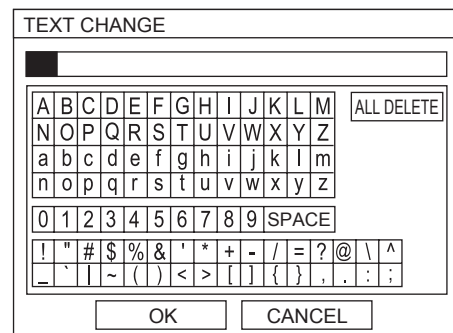 TEXT CHANGE
A B C D E F G H I J K L M ALL DELETE
N O P Q R S T U V W X Y Z
a b c d e f g h i j k l m
n o p q r s t u v w x y z
0 1 2 3 4 5 6 7 8 9 SPACE
! " # $ % & ' * + - / = ? @ \ ^
_ ` | ~ ( ) < > [ ] { } , . : ;
OK CANCEL